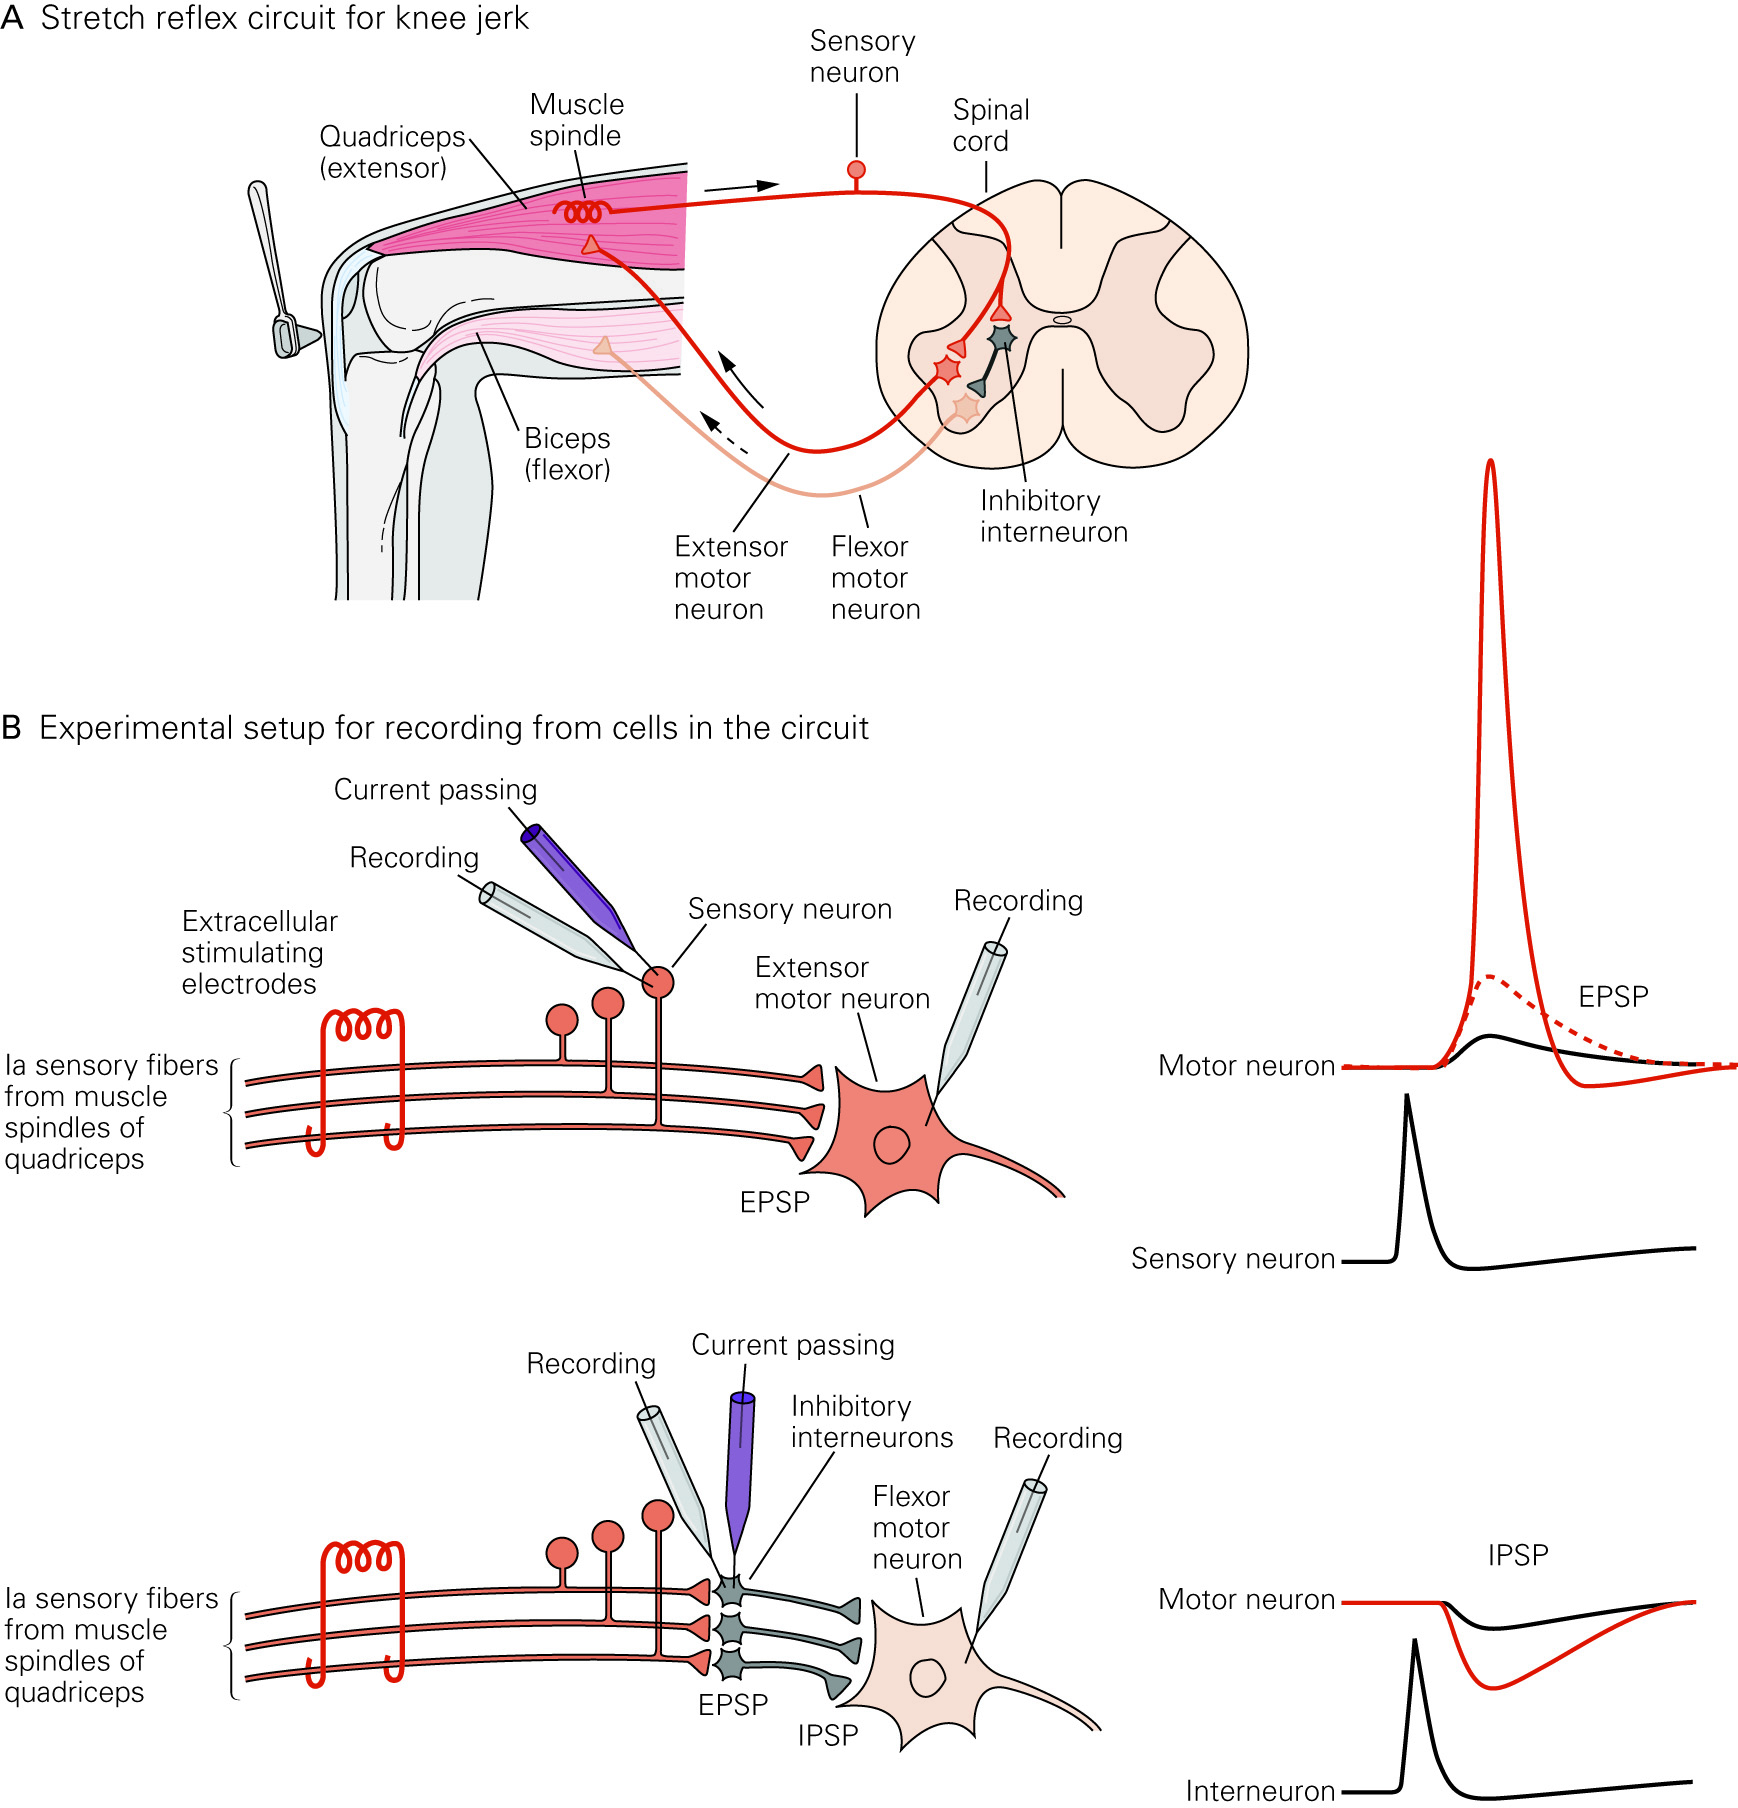 A Stretch reflex circuit for knee jerk
Sensory
neuron
Muscle
spindle
Spinal
cord
Quadriceps
(extensor)
Biceps
(flexor)
Inhibitory
interneuron
Extensor
motor
neuron
Flexor
motor
neuron
B Experimental setup for recording from cells in the circuit
Current passing
Recording
Sensory neuron
Recording
Extracellular
stimulating
electrodes
Extensor
motor neuron
Ia sensory fibers
from muscle
spindles of
quadriceps
EPSP
EPSP
Motor neuron
Sensory neuron
Current passing
Recording
Inhibitory
interneurons
Recording
Flexor
motor
neuron
Ia sensory fibers
from muscle
spindles of
quadriceps
EPSP
IPSP
IPSP
Motor neuron
Interneuron